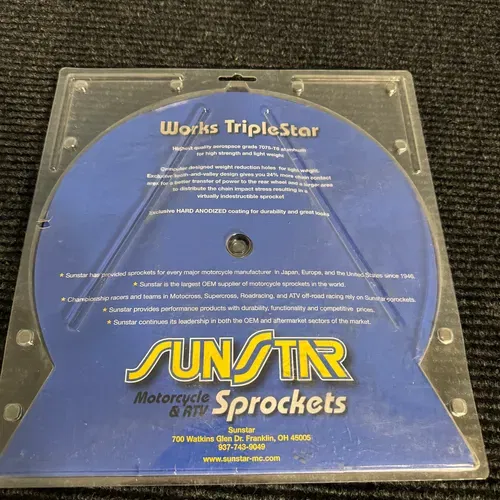 Works TripleStar
Highest quality aerospace grade 7075-T6 aluminum
for high strength and light weight
Computer designed weight reduction holes for light weight.
Exclusive tooth-and-valley design gives you 24% more chain contact
area for a better transfer of power to the rear wheel and a larger area
to distribute the chain impact stress resulting in a
virtually indestructible sprocket
Exclusive HARD ANODIZED coating for durability and great looks
★ Sunstar has provided sprockets for every major motorcycle manufacturer in Japan, Europe, and the United States since 1946.
★ Sunstar is the largest OEM supplier of motorcycle sprockets in the world.
★ Championship racers and teams in Motocross, Supercross, Roadracing, and ATV off-road racing rely on Sunstar sprockets.
★ Sunstar provides performance products with durability, functionality and competitive prices.
★ Sunstar continues its leadership in both the OEM and aftermarket sectors of the market.
SUNSTAR
Motorcycle
& ATV Sprockets
Sunstar
700 Watkins Glen Dr. Franklin, OH 45005
937-743-9049
www.sunstar-mc.com